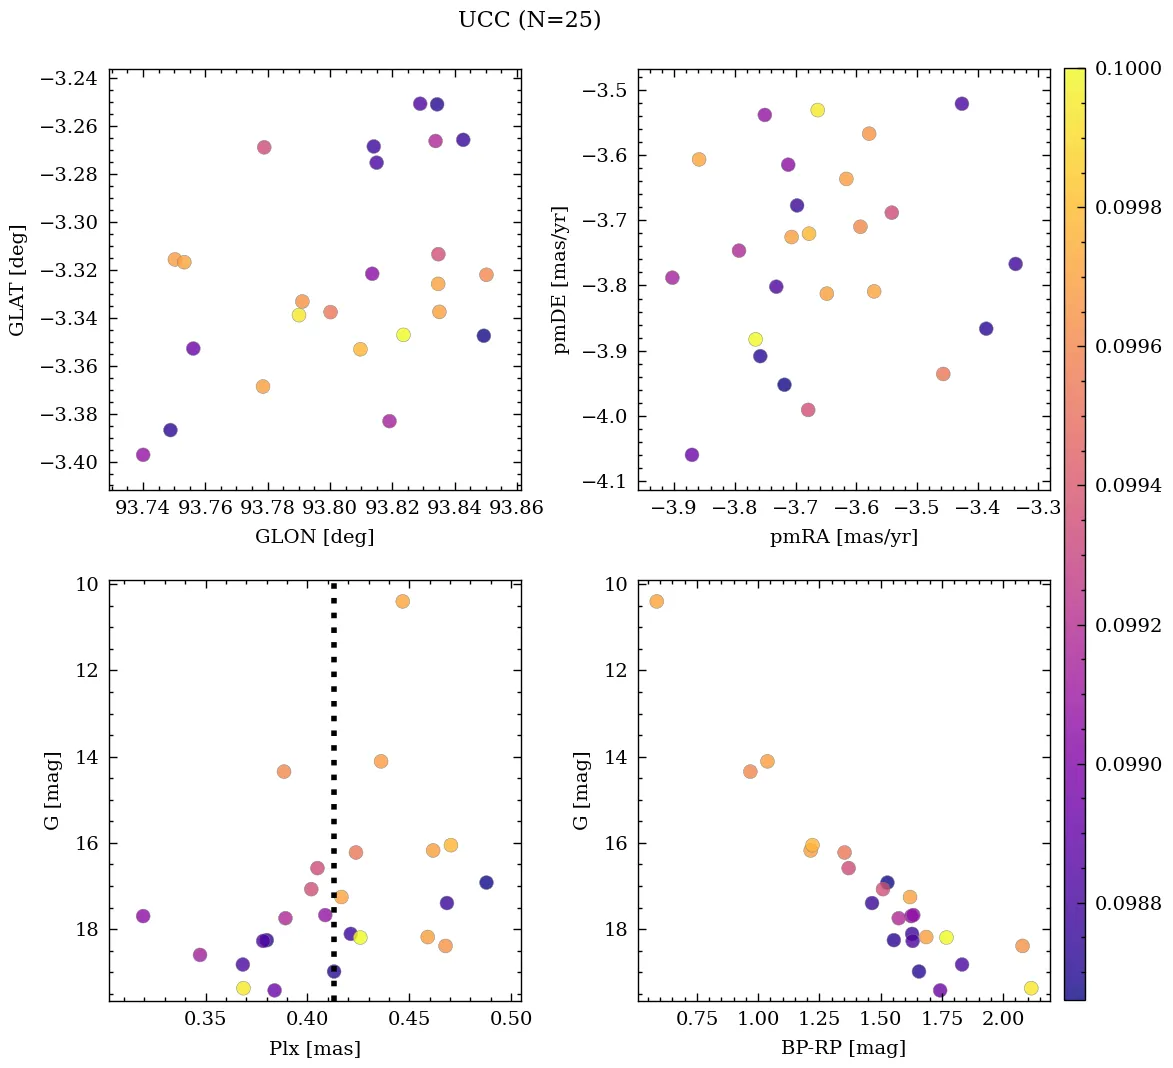 UCC (N=25)
−3.24
−3.26
−3.28
−3.30
−3.32
−3.34
−3.36
−3.38
−3.40
GLAT [deg]
93.74 93.76 93.78 93.80 93.82 93.84 93.86
GLON [deg]
−3.5
−3.6
−3.7
−3.8
−3.9
−4.0
−4.1
pmDE [mas/yr]
−3.9 −3.8 −3.7 −3.6 −3.5 −3.4 −3.3
pmRA [mas/yr]
10
12
14
16
18
G [mag]
0.35 0.40 0.45 0.50
Plx [mas]
10
12
14
16
18
G [mag]
0.75 1.00 1.25 1.50 1.75 2.00
BP-RP [mag]
0.1000
0.0998
0.0996
0.0994
0.0992
0.0990
0.0988